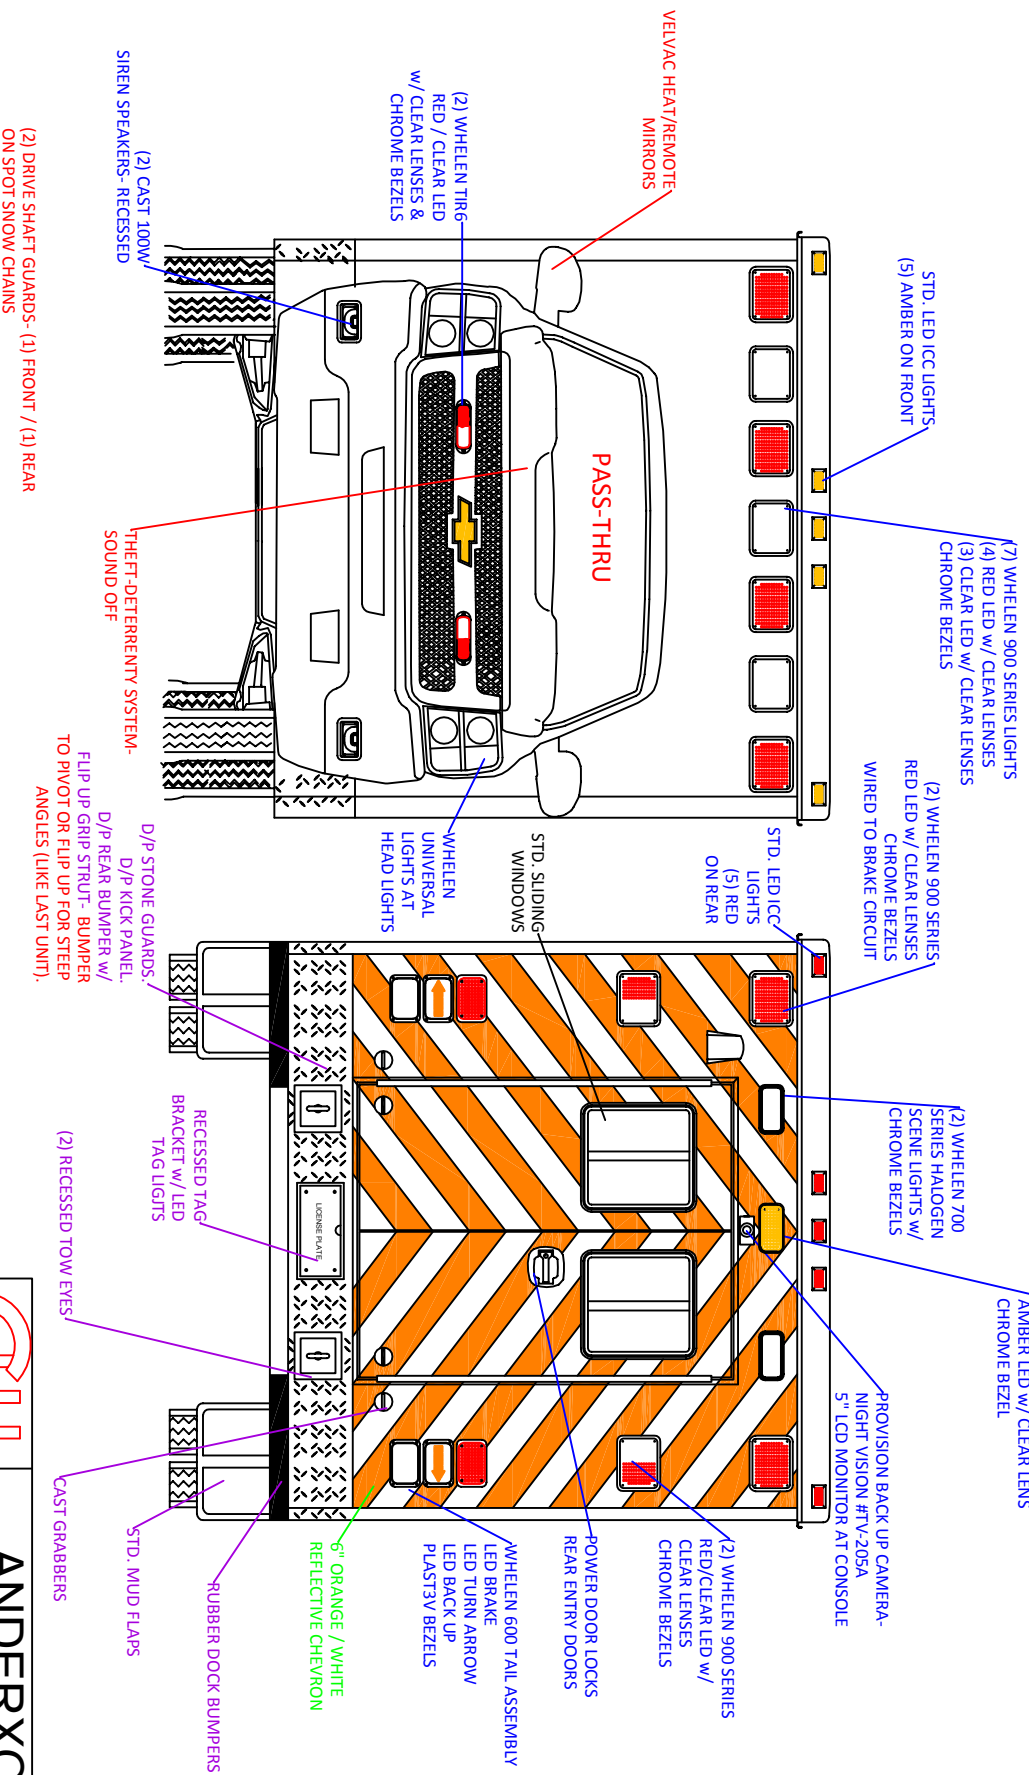 VELVAC HEAT/REMOTE
MIRRORS
(2) WHELEN TIR6
RED / CLEAR LED
w/ CLEAR LENSES &
CHROME BEZELS
(2) CAST 100W
SIREN SPEAKERS- RECESSED
(2) DRIVE SHAFT GUARDS- (1) FRONT / (1) REAR
ON SPOT SNOW CHAINS
STD. LED ICC LIGHTS
(5) AMBER ON FRONT
(7) WHELEN 900 SERIES LIGHTS
(4) RED LED w/ CLEAR LENSES
(3) CLEAR LED w/ CLEAR LENSES
CHROME BEZELS
PASS-THRU
THEFT-DETERRENTY SYSTEM-
SOUND OFF
WHELEN
UNIVERSAL
LIGHTS AT
HEAD LIGHTS
(2) WHELEN 900 SERIES
RED LED w/ CLEAR LENSES
CHROME BEZELS
WIRED TO BRAKE CIRCUIT
STD. LED ICC
LIGHTS
(5) RED
ON REAR
STD. SLIDING
WINDOWS
D/P STONE GUARDS.
D/P KICK PANEL.
D/P REAR BUMPER w/
FLIP UP GRIP STRUT- BUMPER
TO PIVOT OR FLIP UP FOR STEEP
ANGLES (LIKE LAST UNIT).
(2) WHELEN 700
SERIES HALOGEN
SCENE LIGHTS w/
CHROME BEZELS
AMBER LED w/ CLEAR LENS
CHROME BEZEL
PROVISION BACK UP CAMERA-
NIGHT VISION #TV-205A
5" LCD MONITOR AT CONSOLE
RECESSED TAG
BRACKET w/ LED
TAG LIGJTS
LICENSE PLATE
(2) RECESSED TOW EYES
(2) WHELEN 900 SERIES
RED/CLEAR LED w/
CLEAR LENSES
CHROME BEZELS
POWER DOOR LOCKS
REAR ENTRY DOORS
WHELEN 600 TAIL ASSEMBLY
LED BRAKE
LED TURN ARROW
LED BACK UP
PLAST3V BEZELS
6" ORANGE / WHITE
REFLECTIVE CHEVRON
RUBBER DOCK BUMPERS
STD. MUD FLAPS
CAST GRABBERS